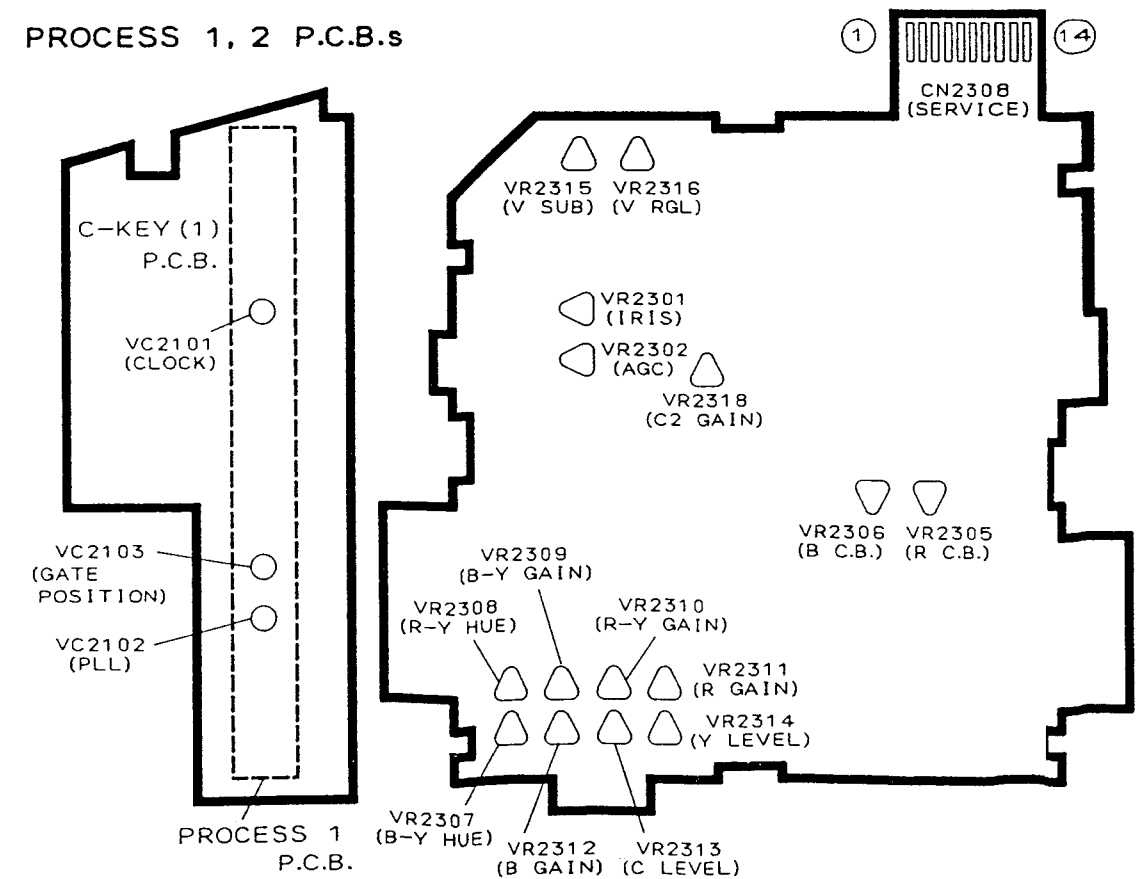 PROCESS 1, 2 P.C.B.s
1
14
CN2308
(SERVICE)
C-KEY (1)
P.C.B.
VC2101
(CLOCK)
VC2103
(GATE
POSITION)
VC2102
(PLL)
PROCESS 1
P.C.B.
VR2315
(V SUB)
VR2316
(V RGL)
VR2301
(IRIS)
VR2302
(AGC)
VR2318
(C2 GAIN)
VR2306
(B C.B.)
VR2305
(R C.B.)
VR2309
(B-Y GAIN)
VR2308
(R-Y HUE)
VR2310
(R-Y GAIN)
VR2311
(R GAIN)
VR2314
(Y LEVEL)
VR2307
(B-Y HUE)
VR2312
(B GAIN)
VR2313
(C LEVEL)